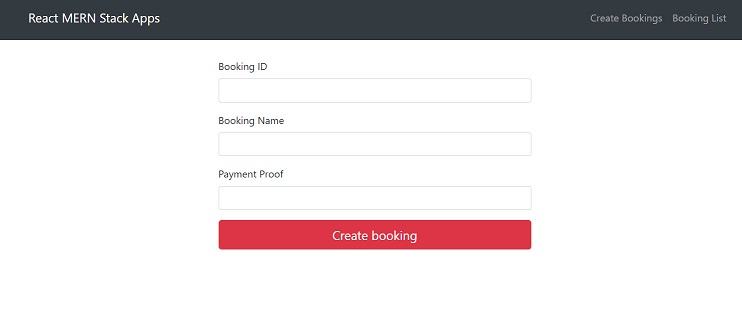 React MERN Stack Apps
Create Bookings
Booking List
Booking ID
Booking Name
Payment Proof
Create booking